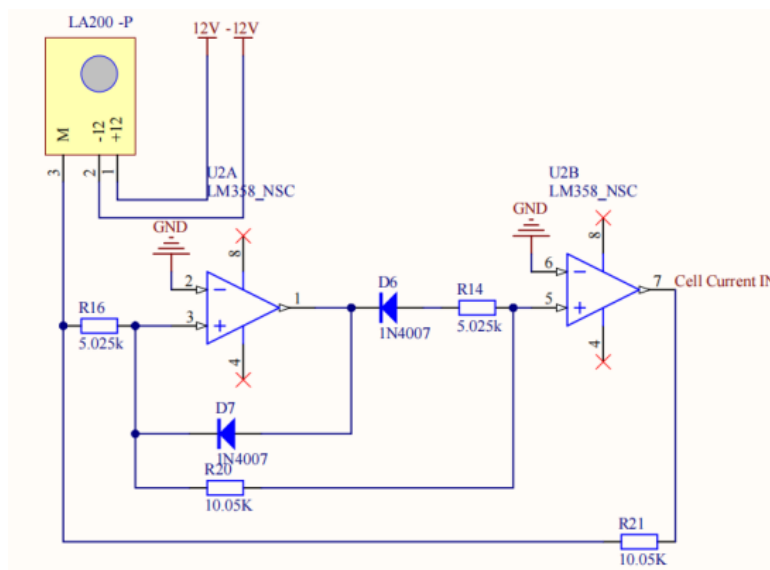 LA200 -P
12V -12V
M
-12
+12
3
2
1
U2A
LM358_NSC
U2B
LM358_NSC
GND
GND
8
8
2
6
D6
R14
7
Cell Current IN
R16
3
1
5
1N4007
5.025k
5.025k
4
4
D7
1N4007
R20
10.05K
R21
10.05K